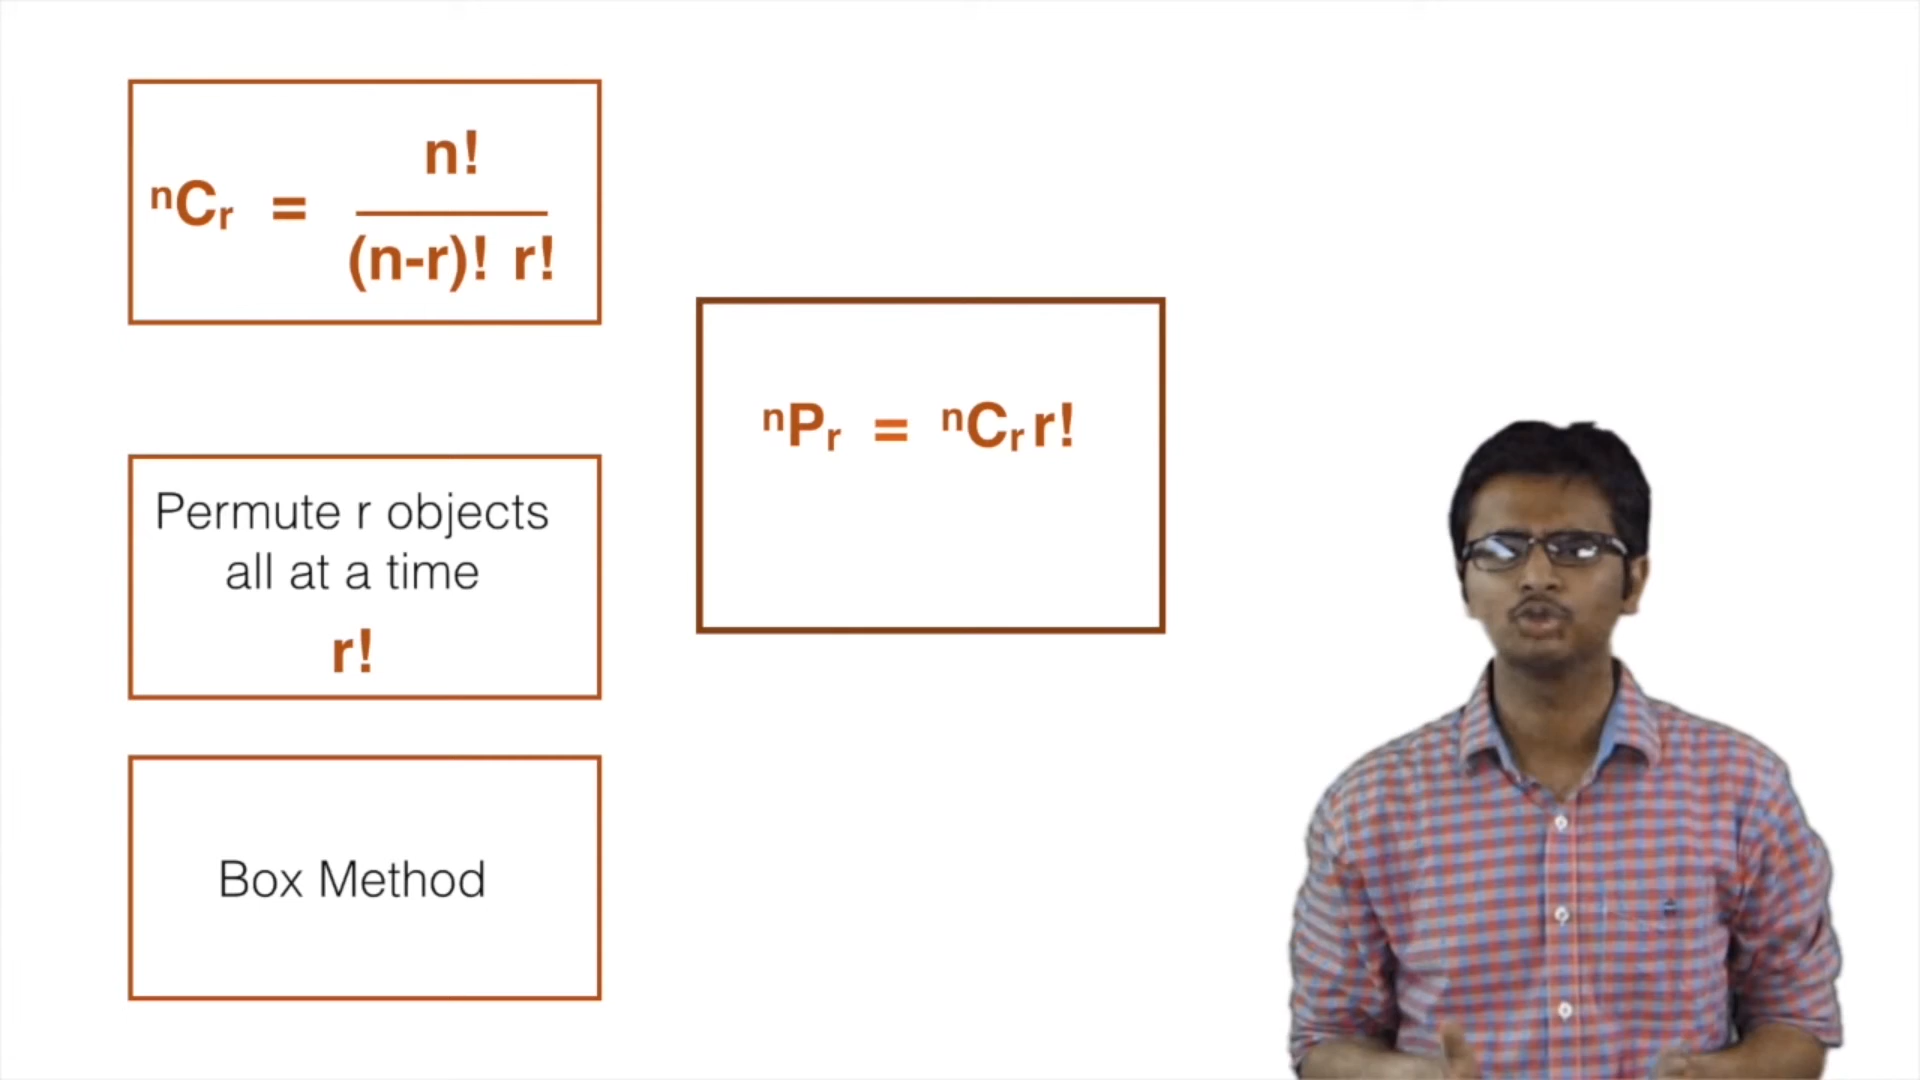 n!
ⁿCᵣ =
(n-r)! r!
ⁿPᵣ = ⁿCᵣ r!
Permute r objects
all at a time
r!
Box Method